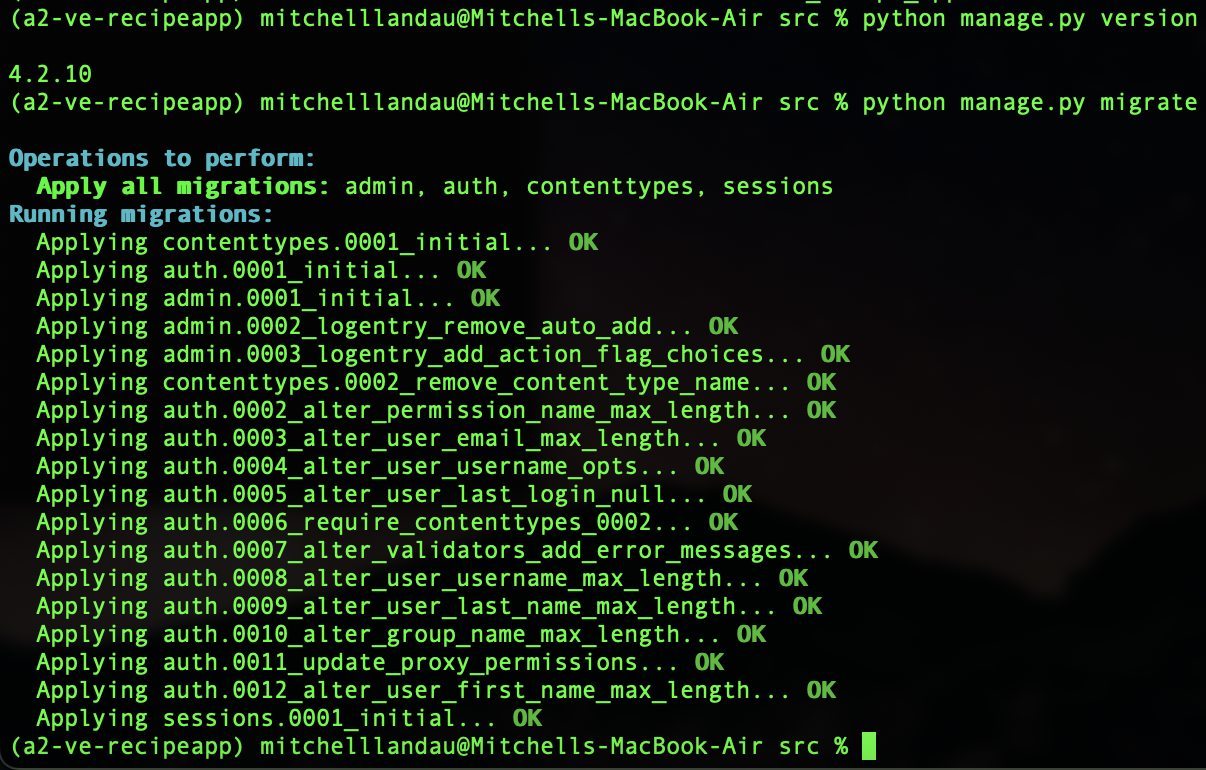 (a2-ve-recipeapp) mitchelllandau@Mitchells-MacBook-Air src % python manage.py version
4.2.10
(a2-ve-recipeapp) mitchelllandau@Mitchells-MacBook-Air src % python manage.py migrate
Operations to perform:
  Apply all migrations: admin, auth, contenttypes, sessions
Running migrations:
  Applying contenttypes.0001_initial... OK
  Applying auth.0001_initial... OK
  Applying admin.0001_initial... OK
  Applying admin.0002_logentry_remove_auto_add... OK
  Applying admin.0003_logentry_add_action_flag_choices... OK
  Applying contenttypes.0002_remove_content_type_name... OK
  Applying auth.0002_alter_permission_name_max_length... OK
  Applying auth.0003_alter_user_email_max_length... OK
  Applying auth.0004_alter_user_username_opts... OK
  Applying auth.0005_alter_user_last_login_null... OK
  Applying auth.0006_require_contenttypes_0002... OK
  Applying auth.0007_alter_validators_add_error_messages... OK
  Applying auth.0008_alter_user_username_max_length... OK
  Applying auth.0009_alter_user_last_name_max_length... OK
  Applying auth.0010_alter_group_name_max_length... OK
  Applying auth.0011_update_proxy_permissions... OK
  Applying auth.0012_alter_user_first_name_max_length... OK
  Applying sessions.0001_initial... OK
(a2-ve-recipeapp) mitchelllandau@Mitchells-MacBook-Air src %